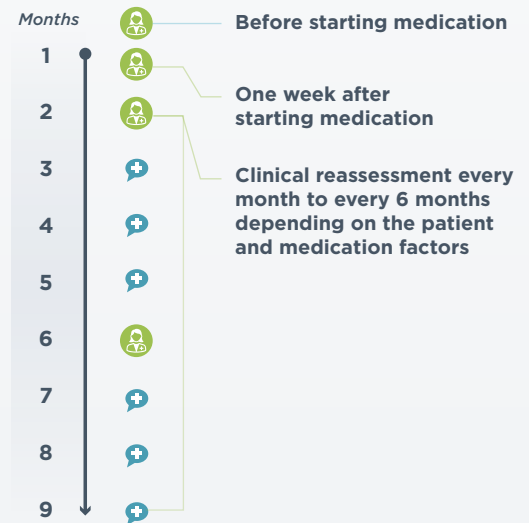 Months
Before starting medication
1
One week after
starting medication
2
Clinical reassessment every
month to every 6 months
depending on the patient
and medication factors
3
4
5
6
7
8
9